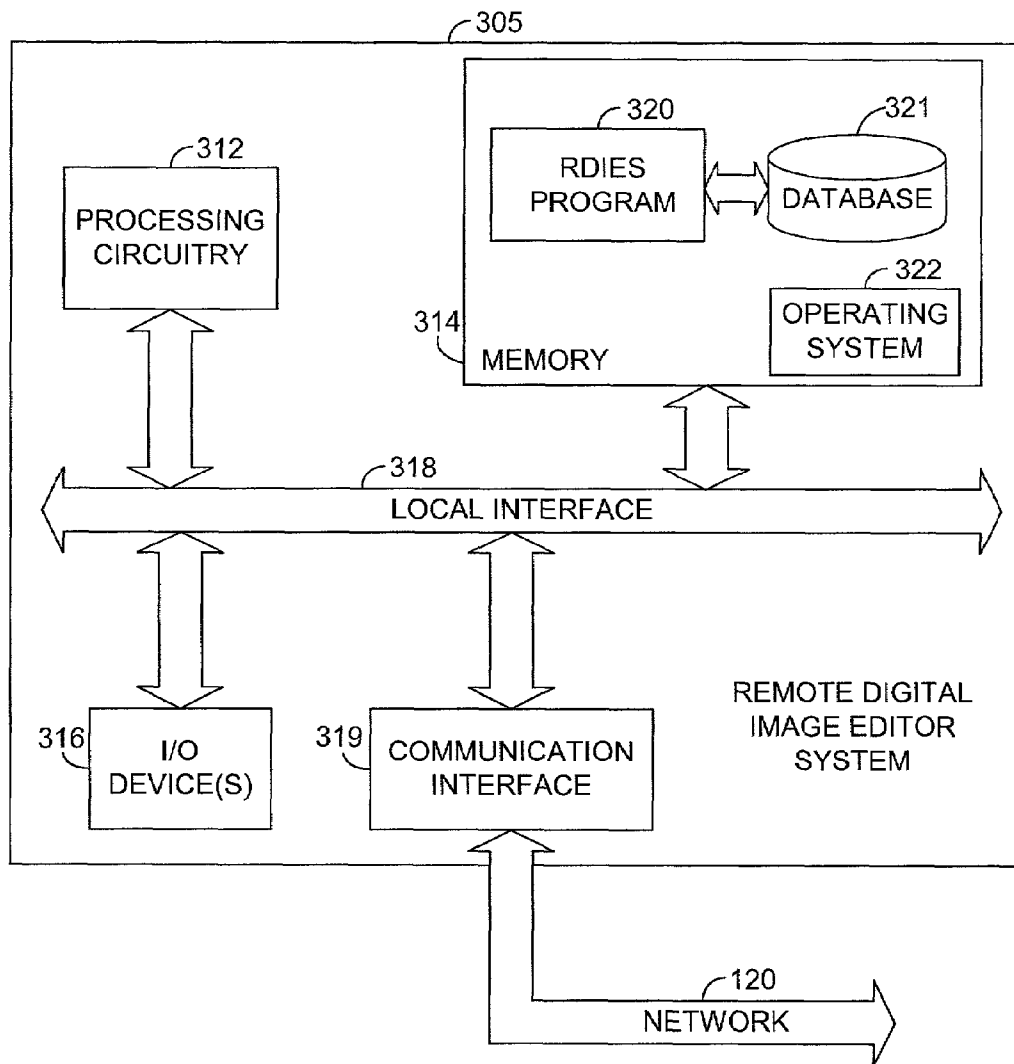 305
312
PROCESSING
CIRCUITRY
320
RDIES
PROGRAM
321
DATABASE
322
OPERATING
SYSTEM
314
MEMORY
318
LOCAL INTERFACE
316
I/O
DEVICE(S)
319
COMMUNICATION
INTERFACE
REMOTE DIGITAL
IMAGE EDITOR
SYSTEM
120
NETWORK